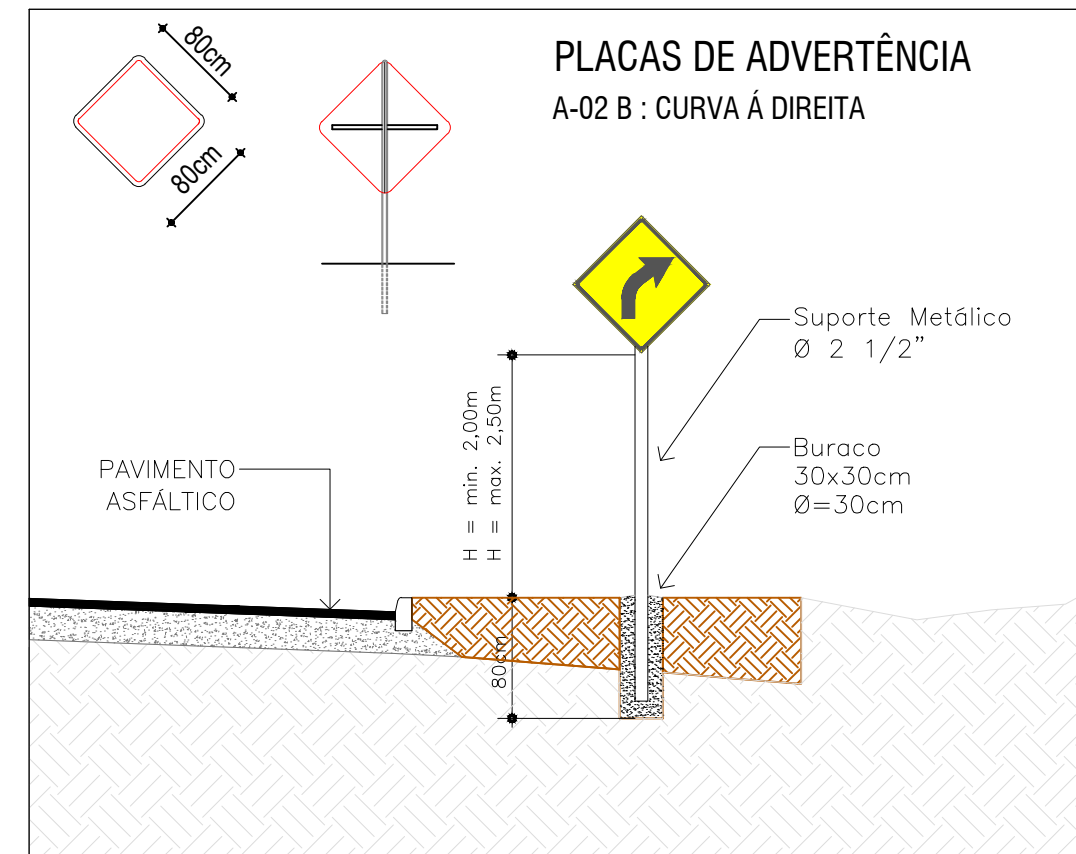 80cm
80cm
PLACAS DE ADVERTÊNCIA
A-02 B : CURVA Á DIREITA
Suporte Metálico
Ø 2 1/2”
H = min. 2,00m
H = max. 2,50m
Buraco
30x30cm
Ø=30cm
PAVIMENTO
ASFÁLTICO
80cm